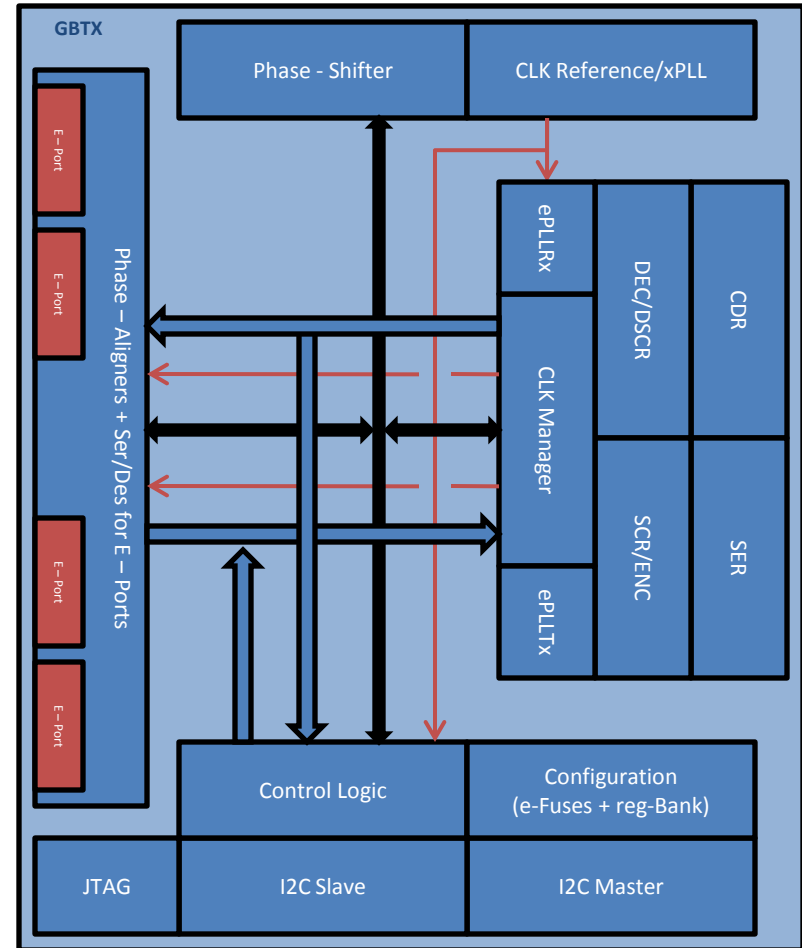 GBTX
Phase - Shifter
CLK Reference/xPLL
E – Port
E – Port
E – Port
E – Port
Phase – Aligners + Ser/Des for E – Ports
ePLLRx
CLK Manager
ePLLTx
DEC/DSCR
SCR/ENC
CDR
SER
Control Logic
Configuration
(e-Fuses + reg-Bank)
JTAG
I2C Slave
I2C Master